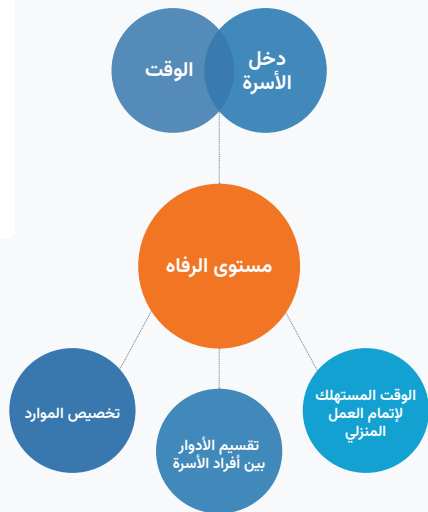 دخل
الأسرة
الوقت
مستوى الرفاه
الوقت المستهلك
لإتمام العمل
المنزلي
تقسيم الأدوار
بين أفراد الأسرة
تخصيص الموارد